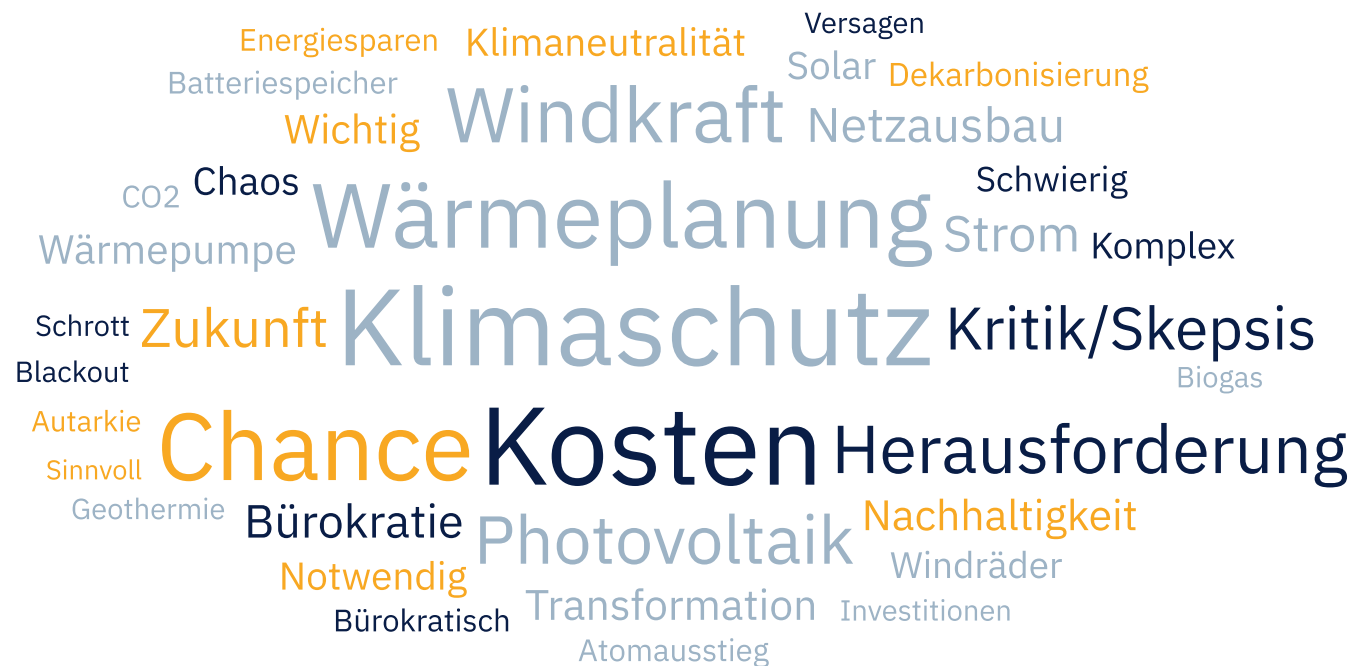 Versagen
Energiesparen Klimaneutralität
Solar Dekarbonisierung
Batteriespeicher
Windkraft
Wichtig Netzausbau
Chaos Schwierig
CO2 Wärmeplanung
Strom Komplex
Wärmepumpe
Schrott Zukunft Klimaschutz Kritik/Skepsis
Blackout Biogas
Autarkie
Chance Kosten Herausforderung
Sinnvoll
Geothermie
Bürokratie Photovoltaik Nachhaltigkeit
Windräder
Notwendig
Transformation Investitionen
Bürokratisch
Atomausstieg